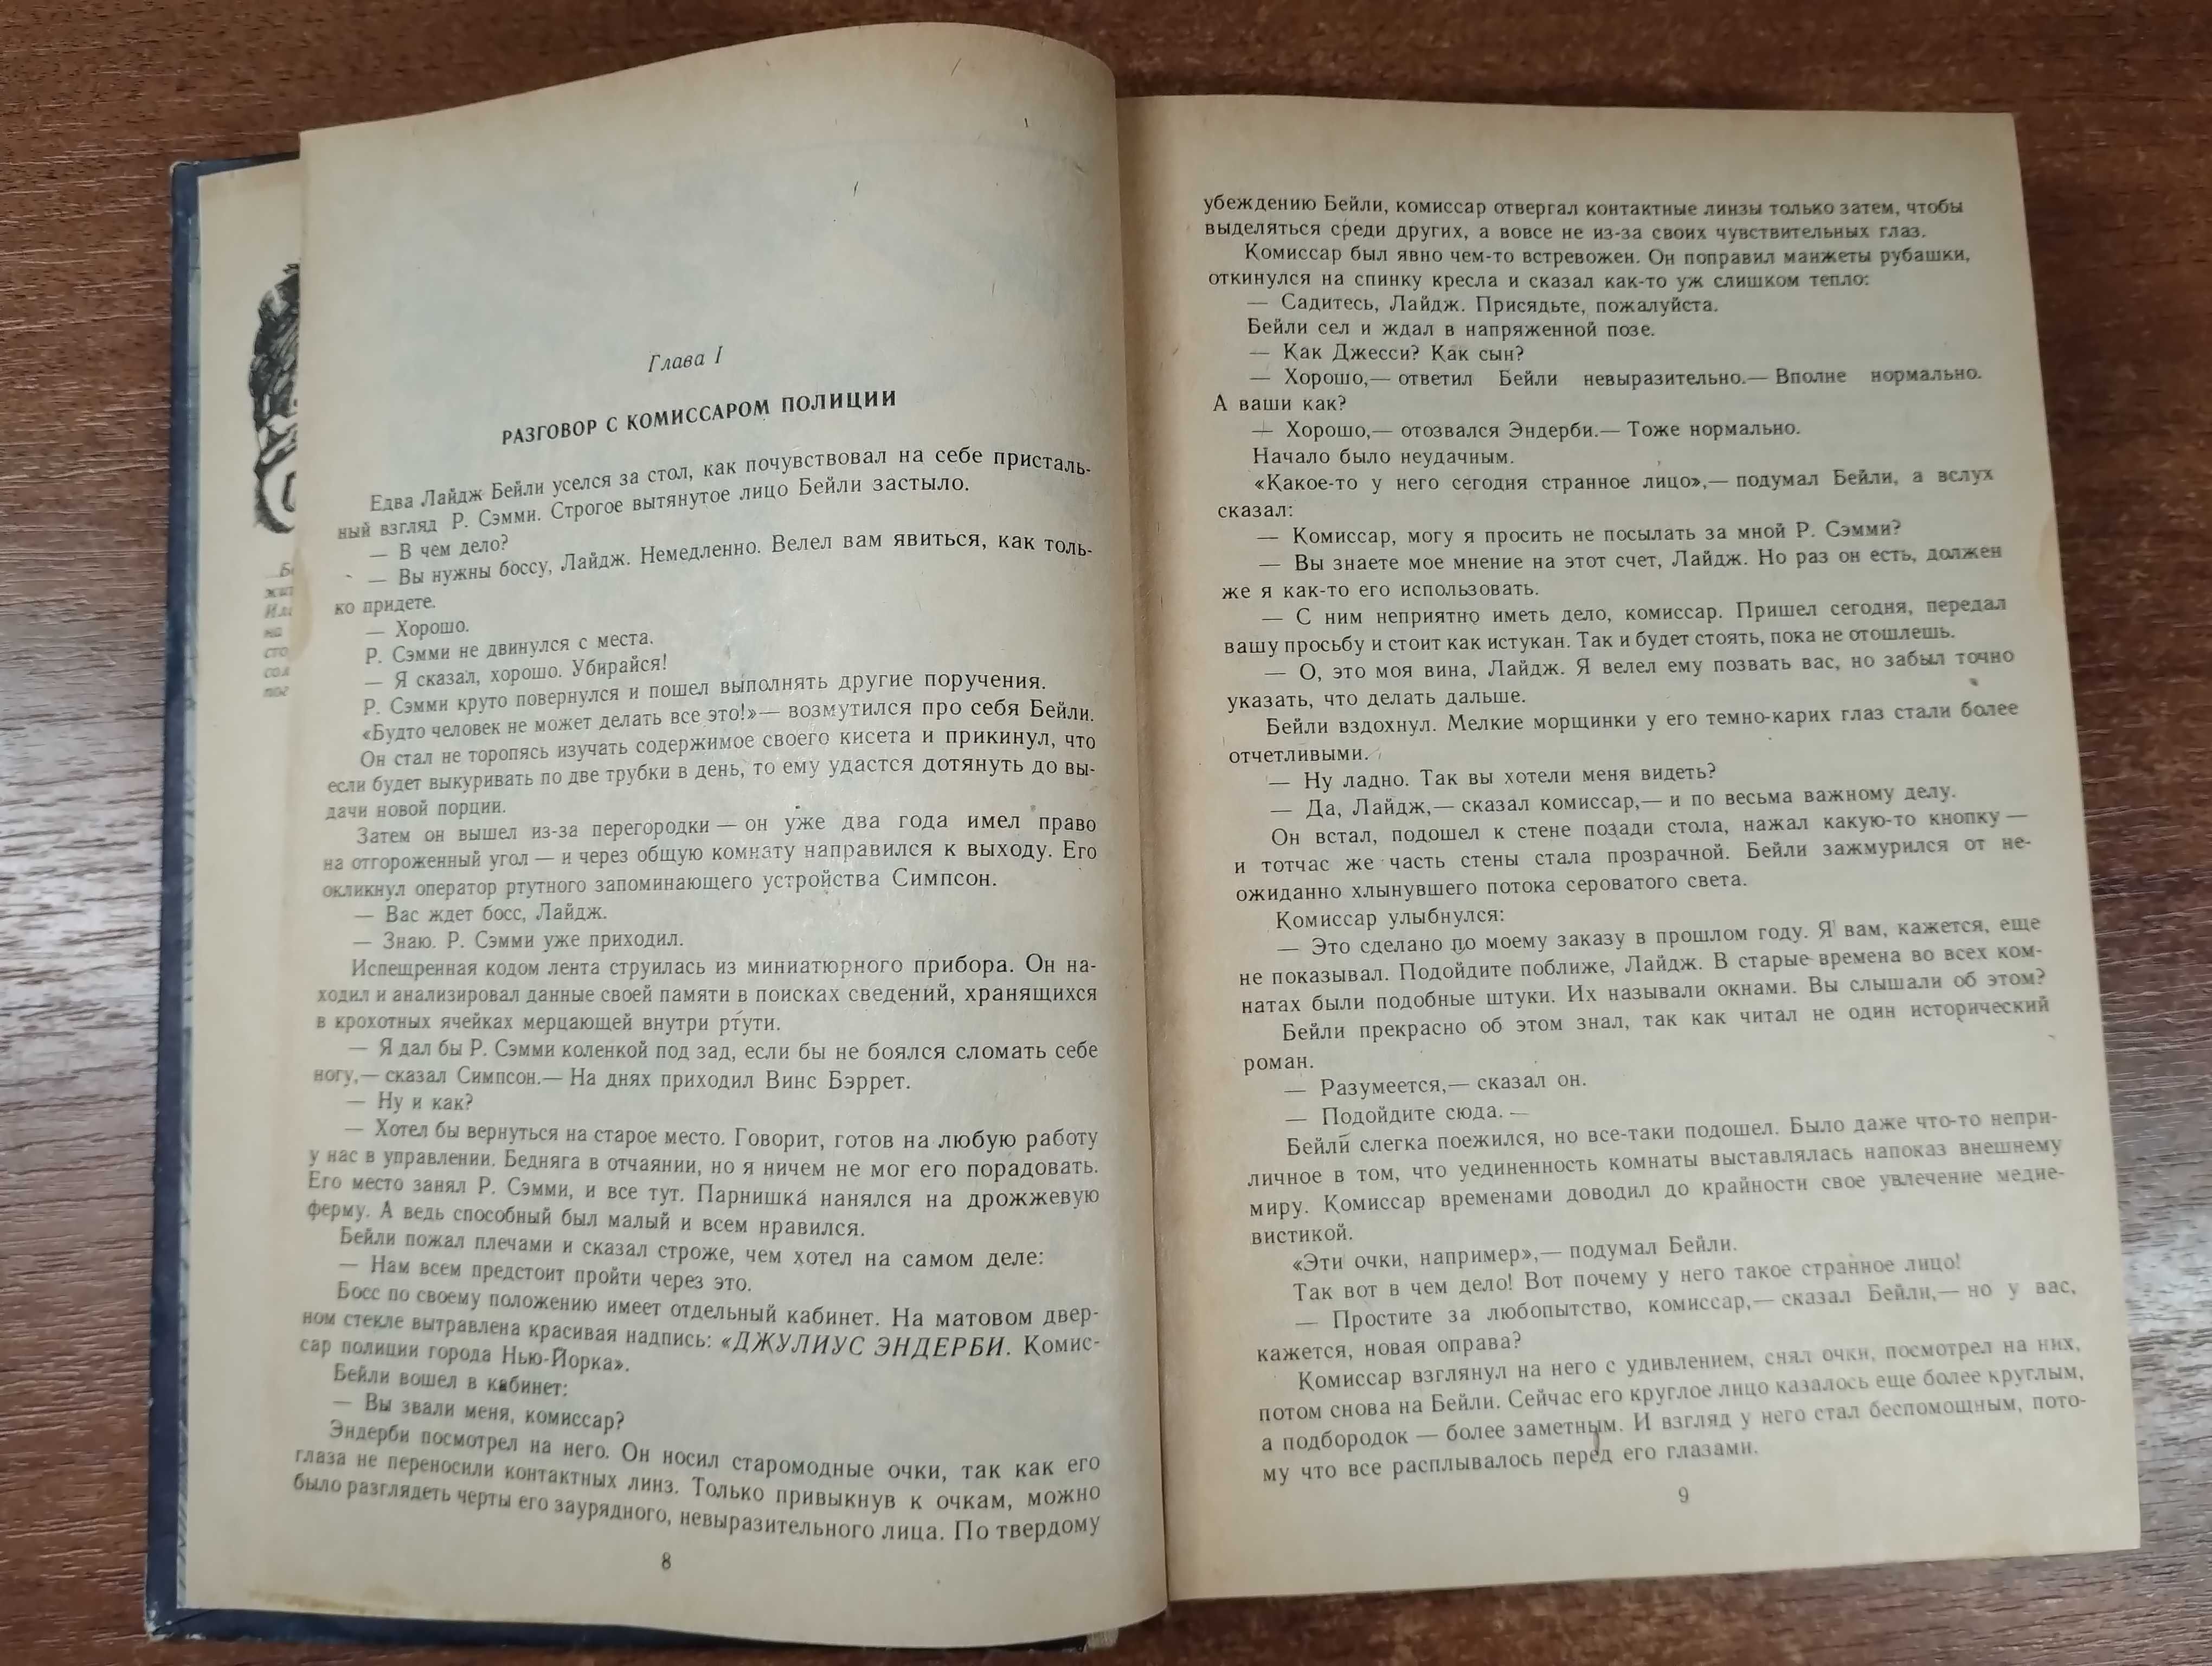 ...Бе
жит
Иль
на
сто
сол
пог
Глава I
РАЗГОВОР С КОМИССАРОМ ПОЛИЦИИ
Едва Лайдж Бейли уселся за стол, как почувствовал на себе присталь-
ный взгляд Р. Сэмми. Строгое вытянутое лицо Бейли застыло.
— В чем дело?
— Вы нужны боссу, Лайдж. Немедленно. Велел вам явиться, как толь-
ко придете.
— Хорошо.
Р. Сэмми не двинулся с места.
— Я сказал, хорошо. Убирайся!
Р. Сэмми круто повернулся и пошел выполнять другие поручения.
«Будто человек не может делать все это!»— возмутился про себя Бейли.
Он стал не торопясь изучать содержимое своего кисета и прикинул, что
если будет выкуривать по две трубки в день, то ему удастся дотянуть до вы-
дачи новой порции.
Затем он вышел из-за перегородки — он уже два года имел право
на отгороженный угол — и через общую комнату направился к выходу. Его
окликнул оператор ртутного запоминающего устройства Симпсон.
— Вас ждет босс, Лайдж.
— Знаю. Р. Сэмми уже приходил.
Испещренная кодом лента струилась из миниатюрного прибора. Он на-
ходил и анализировал данные своей памяти в поисках сведений, хранящихся
в крохотных ячейках мерцающей внутри ртути.
— Я дал бы Р. Сэмми коленкой под зад, если бы не боялся сломать себе
ногу,— сказал Симпсон.— На днях приходил Винс Бэррет.
— Ну и как?
— Хотел бы вернуться на старое место. Говорит, готов на любую работу
у нас в управлении. Бедняга в отчаянии, но я ничем не мог его порадовать.
Его место занял Р. Сэмми, и все тут. Парнишка нанялся на дрожжевую
ферму. А ведь способный был малый и всем нравился.
Бейли пожал плечами и сказал строже, чем хотел на самом деле:
— Нам всем предстоит пройти через это.
Босс по своему положению имеет отдельный кабинет. На матовом двер-
ном стекле вытравлена красивая надпись: «ДЖУЛИУС ЭНДЕРБИ. Комис-
сар полиции города Нью-Йорка».
Бейли вошел в кабинет:
— Вы звали меня, комиссар?
Эндерби посмотрел на него. Он носил старомодные очки, так как его
глаза не переносили контактных линз. Только привыкнув к очкам, можно
было разглядеть черты его заурядного, невыразительного лица. По твердому
8
убеждению Бейли, комиссар отвергал контактные линзы только затем, чтобы
выделяться среди других, а вовсе не из-за своих чувствительных глаз.
Комиссар был явно чем-то встревожен. Он поправил манжеты рубашки,
откинулся на спинку кресла и сказал как-то уж слишком тепло:
— Садитесь, Лайдж. Присядьте, пожалуйста.
Бейли сел и ждал в напряженной позе.
— Как Джесси? Как сын?
— Хорошо,— ответил Бейли невыразительно.— Вполне нормально.
А ваши как?
— Хорошо,— отозвался Эндерби.— Тоже нормально.
Начало было неудачным.
«Какое-то у него сегодня странное лицо»,— подумал Бейли, а вслух
сказал:
— Комиссар, могу я просить не посылать за мной Р. Сэмми?
— Вы знаете мое мнение на этот счет, Лайдж. Но раз он есть, должен
же я как-то его использовать.
— С ним неприятно иметь дело, комиссар. Пришел сегодня, передал
вашу просьбу и стоит как истукан. Так и будет стоять, пока не отошлешь.
— О, это моя вина, Лайдж. Я велел ему позвать вас, но забыл точно
указать, что делать дальше.
Бейли вздохнул. Мелкие морщинки у его темно-карих глаз стали более
отчетливыми.
— Ну ладно. Так вы хотели меня видеть?
— Да, Лайдж,— сказал комиссар,— и по весьма важному делу.
Он встал, подошел к стене позади стола, нажал какую-то кнопку —
и тотчас же часть стены стала прозрачной. Бейли зажмурился от не-
ожиданно хлынувшего потока сероватого света.
Комиссар улыбнулся:
— Это сделано по моему заказу в прошлом году. Я вам, кажется, еще
не показывал. Подойдите поближе, Лайдж. В старые времена во всех ком-
натах были подобные штуки. Их называли окнами. Вы слышали об этом?
Бейли прекрасно об этом знал, так как читал не один исторический
роман.
— Разумеется,— сказал он.
— Подойдите сюда. —
Бейли слегка поежился, но все-таки подошел. Было даже что-то непри-
личное в том, что уединенность комнаты выставлялась напоказ внешнему
миру. Комиссар временами доводил до крайности свое увлечение медие-
вистикой.
«Эти очки, например»,— подумал Бейли.
Так вот в чем дело! Вот почему у него такое странное лицо!
— Простите за любопытство, комиссар,— сказал Бейли,— но у вас,
кажется, новая оправа?
Комиссар взглянул на него с удивлением, снял очки, посмотрел на них,
потом снова на Бейли. Сейчас его круглое лицо казалось еще более круглым,
а подбородок — более заметным. И взгляд у него стал беспомощным, пото-
му что все расплывалось перед его глазами.
9